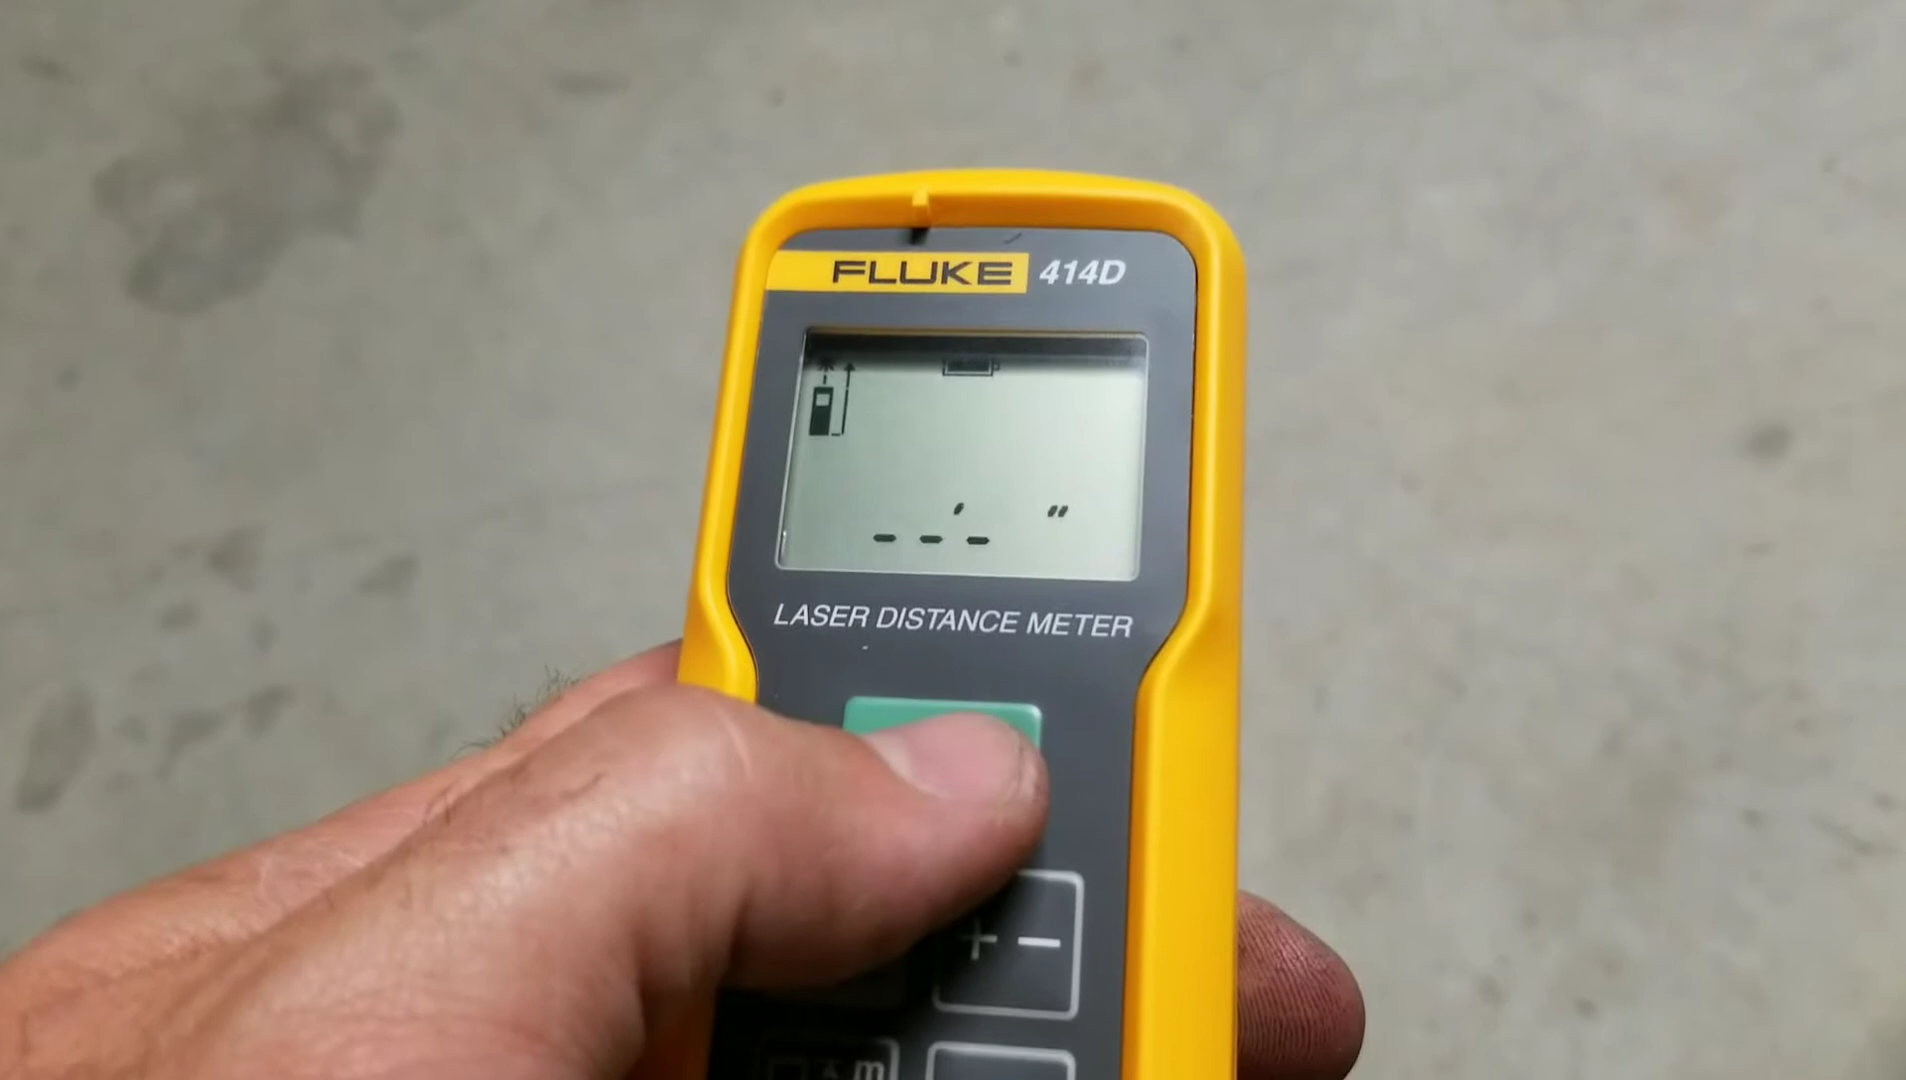 FLUKE 414D
- - -' "
LASER DISTANCE METER
+ -
m